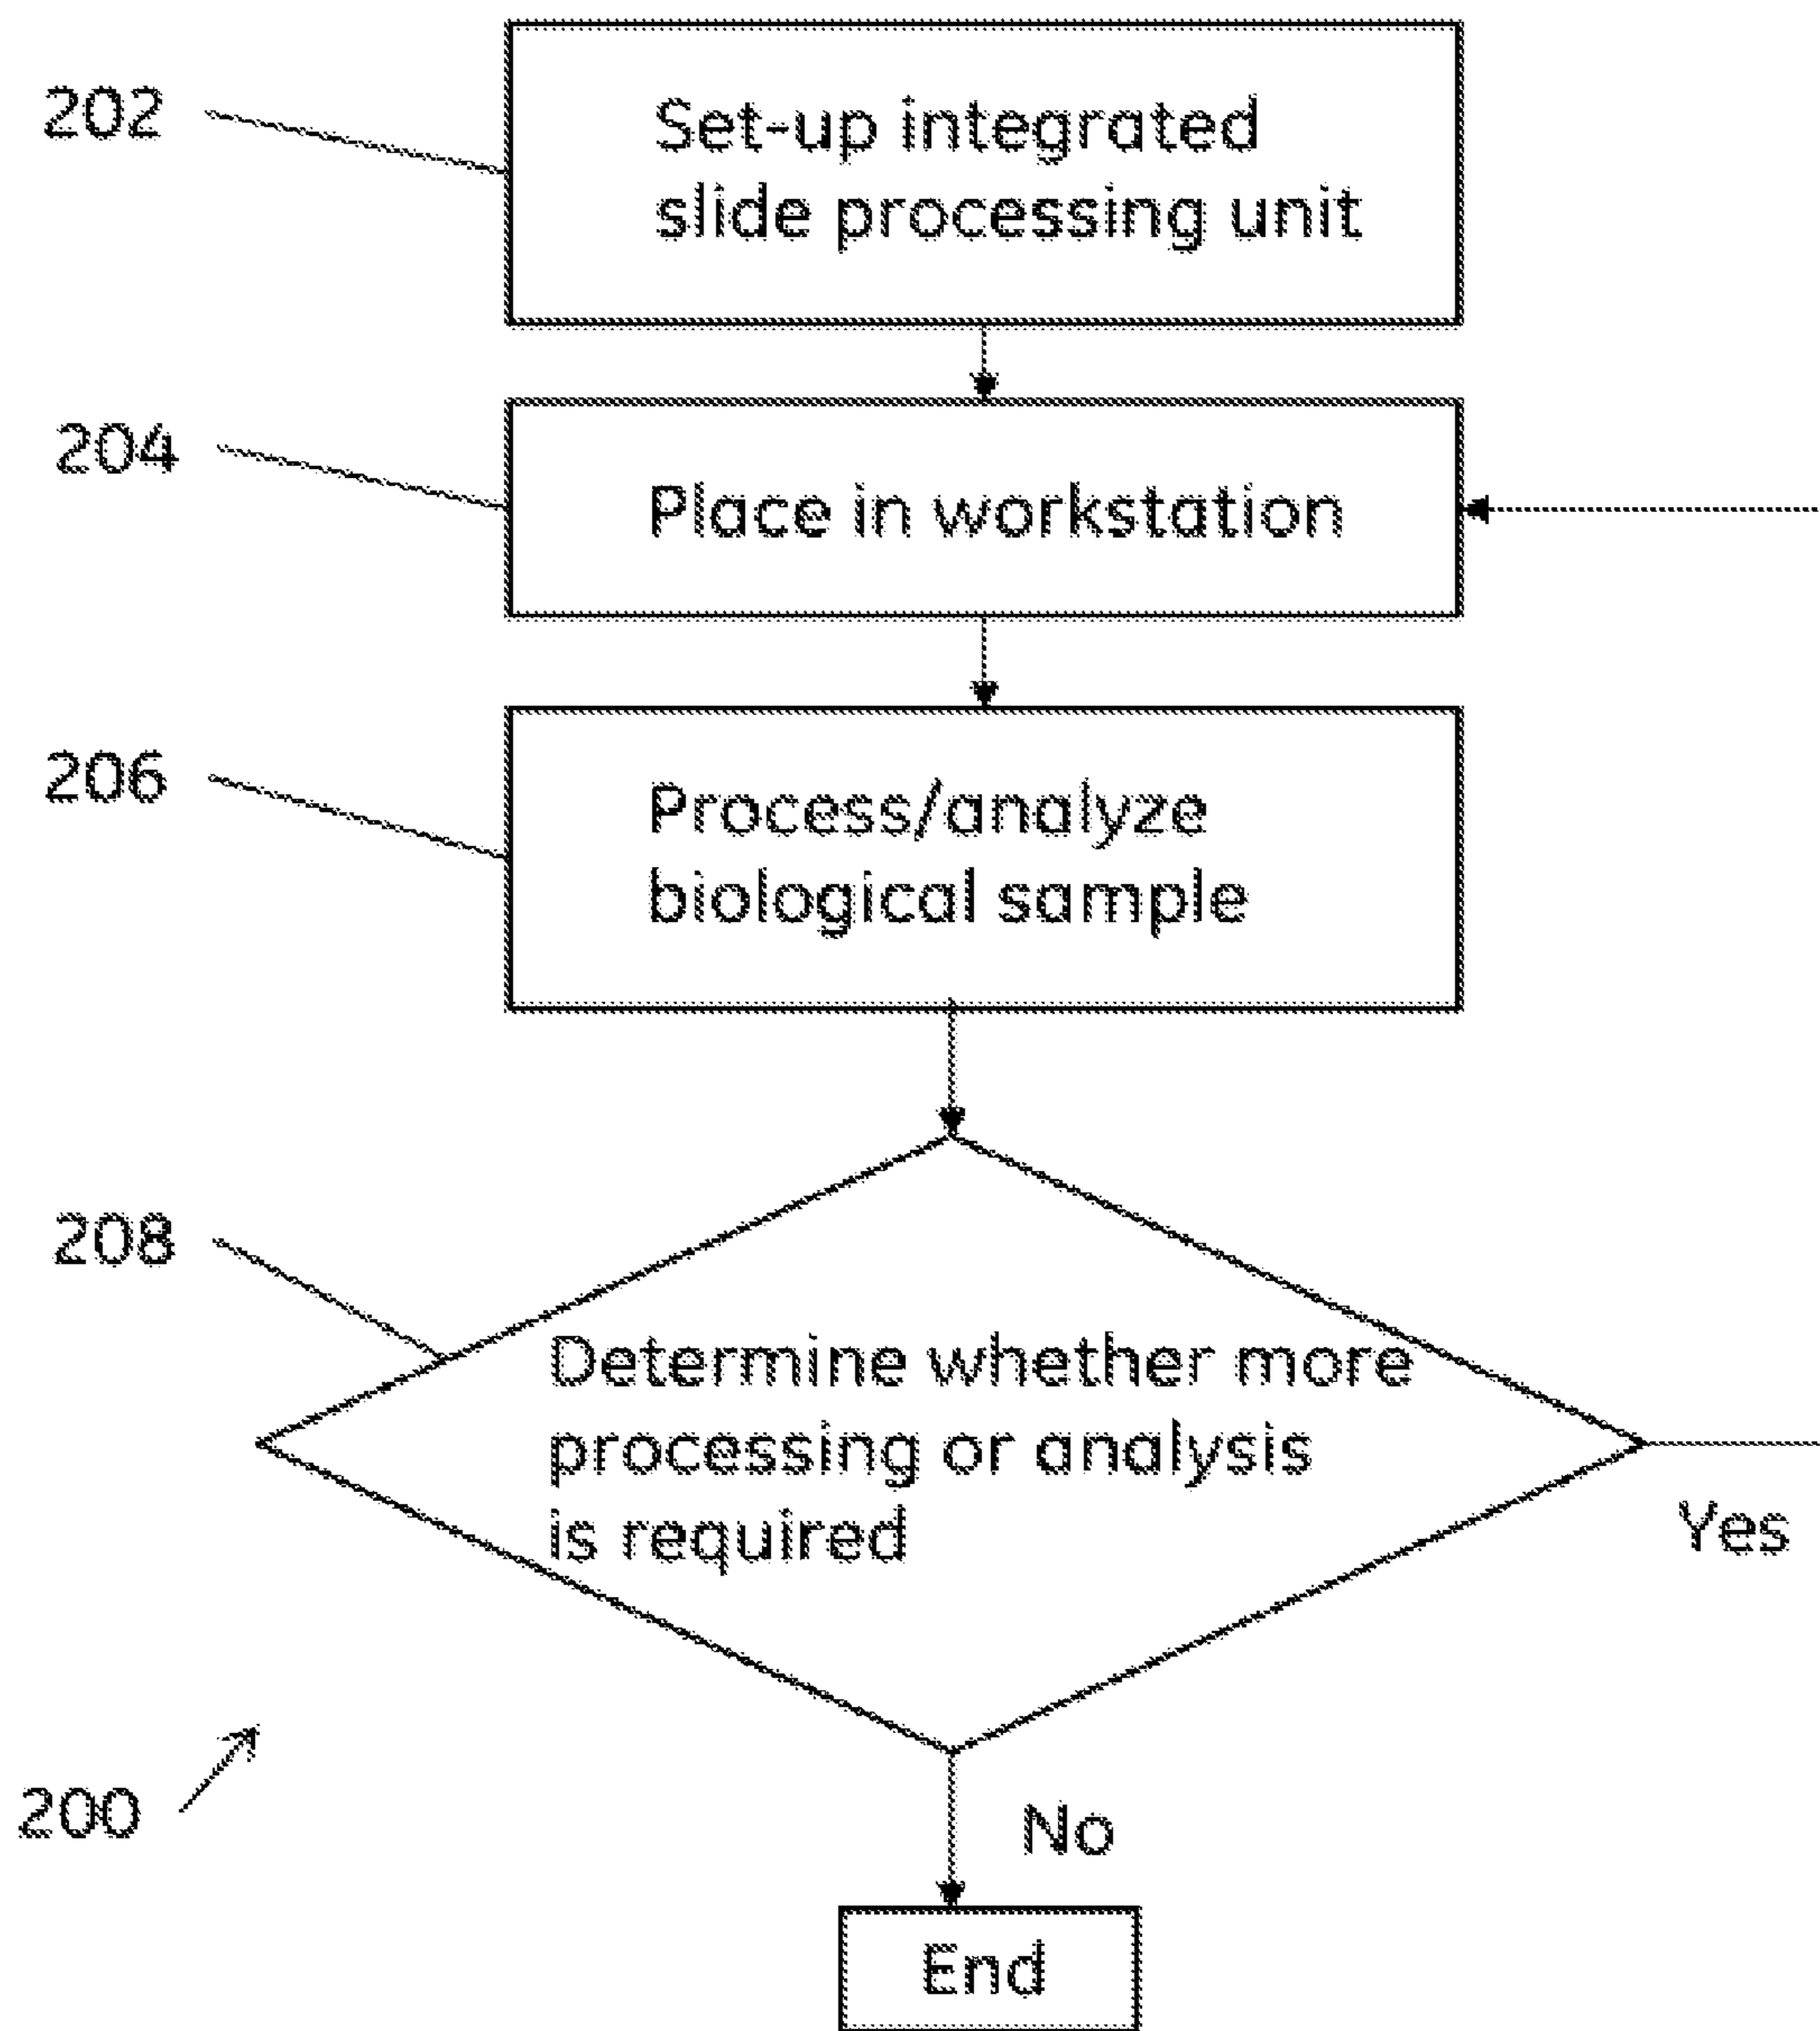 202
Set-up integrated
slide processing unit
204
Place in workstation
206
Process/analyze
biological sample
208
Determine whether more
processing or analysis
is required
Yes
200
No
End